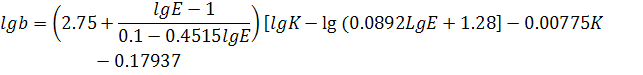 lgb = (2.75 + \frac{lgE − 1}{0.1 − 0.4515lgE}) [lgK − lg (0.0892LgE + 1.28] − 0.00775K
− 0.17937